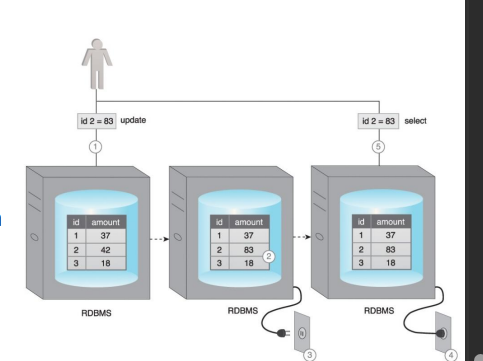 id 2 = 83 update
id 2 = 83 select
1
5
id amount
1 37
2 42
3 18
id amount
1 37
2 83
3 18
2
id amount
1 37
2 83
3 18
n
RDBMS
RDBMS
RDBMS
3
4